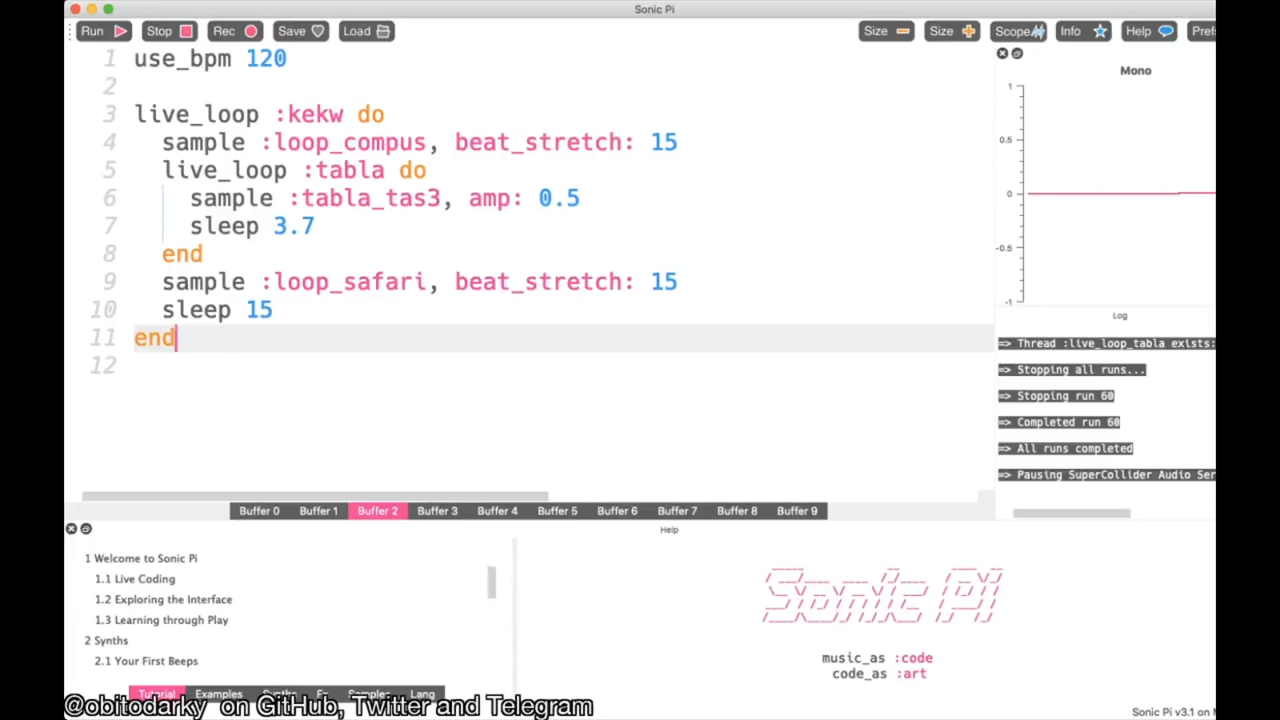 Sonic Pi
Run Stop Rec Save Load Size Size Scope Info Help Pref
1 use_bpm 120
2
3 live_loop :kekw do
4 sample :loop_compus, beat_stretch: 15
5 live_loop :tabla do
6 sample :tabla_tas3, amp: 0.5
7 sleep 3.7
8 end
9 sample :loop_safari, beat_stretch: 15
10 sleep 15
11 end
12
Mono
1
0.5
0
-0.5
-1
Log
=> Thread :live_loop_tabla exists:
=> Stopping all runs...
=> Stopping run 60
=> Completed run 60
=> All runs completed
=> Pausing SuperCollider Audio Ser
Buffer 0 Buffer 1 Buffer 2 Buffer 3 Buffer 4 Buffer 5 Buffer 6 Buffer 7 Buffer 8 Buffer 9
Help
1 Welcome to Sonic Pi
1.1 Live Coding
1.2 Exploring the Interface
1.3 Learning through Play
2 Synths
2.1 Your First Beeps
Tutorial Examples Synths Fx Samples Lang
Sonic Pi
music_as :code
code_as :art
@obitodarky on GitHub, Twitter and Telegram
Sonic Pi v3.1 on M